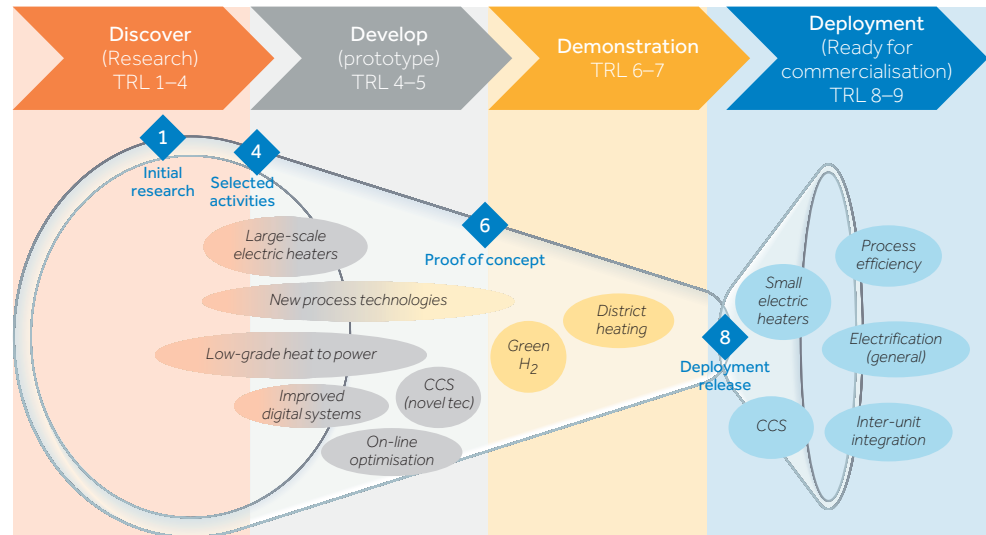 Discover
(Research)
TRL 1–4
Develop
(prototype)
TRL 4–5
Demonstration
TRL 6–7
Deployment
(Ready for
commercialisation)
TRL 8–9
1
Initial
research
4
Selected
activities
6
Proof of concept
8
Deployment
release
Large-scale
electric heaters
New process technologies
Low-grade heat to power
Improved
digital systems
CCS
(novel tec)
On-line
optimisation
Green
H2
District
heating
Small
electric
heaters
Process
efficiency
Electrification
(general)
CCS
Inter-unit
integration